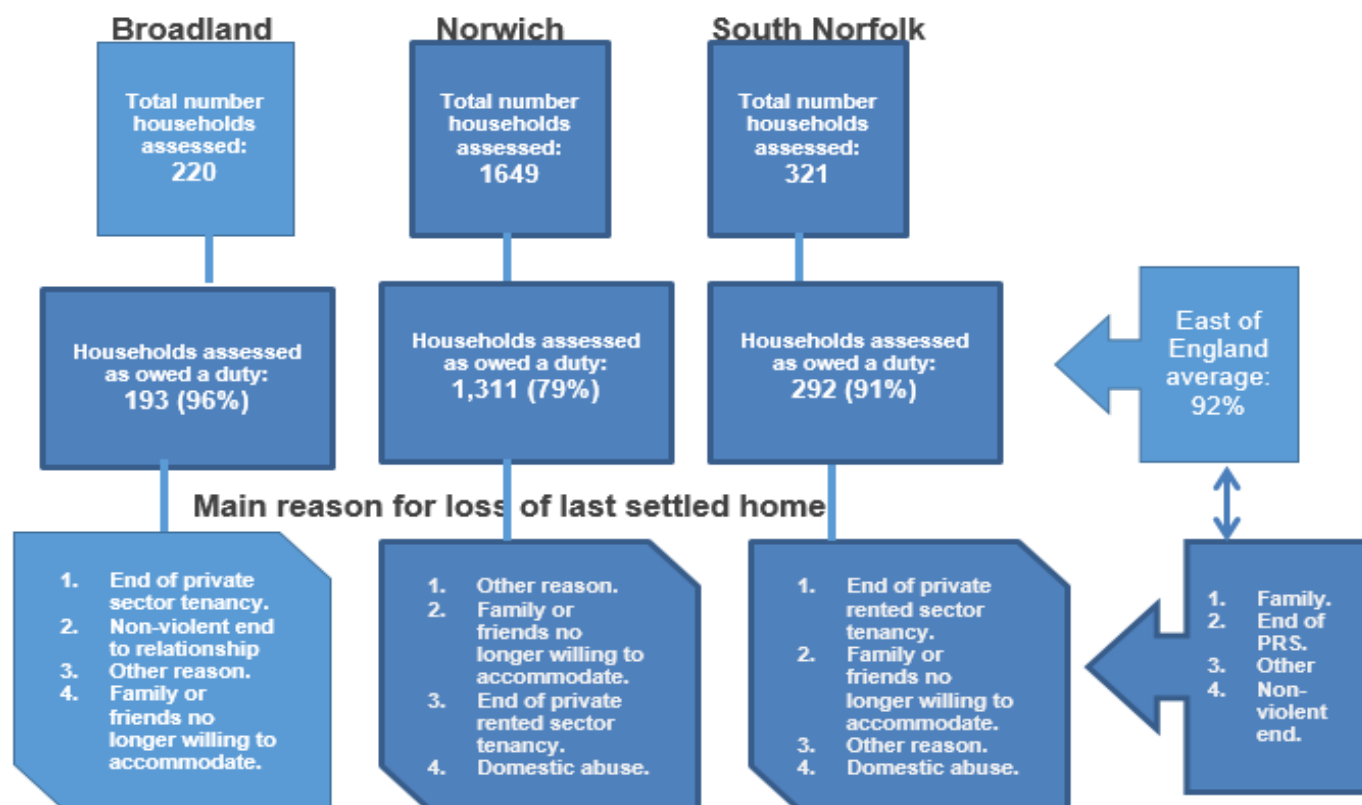 Broadland
Norwich
South Norfolk
Total number
households
assessed:
220
Total number
households
assessed:
1649
Total number
households
assessed:
321
Households assessed
as owed a duty:
193 (96%)
Households assessed
as owed a duty:
1,311 (79%)
Households assessed
as owed a duty:
292 (91%)
East of
England
average:
92%
Main reason for loss of last settled home
1. End of private
sector tenancy.
2. Non-violent end
to relationship
3. Other reason.
4. Family or
friends no
longer willing to
accommodate.
1. Other reason.
2. Family or
friends no
longer willing to
accommodate.
3. End of private
rented sector
tenancy.
4. Domestic abuse.
1. End of private
rented sector
tenancy.
2. Family or
friends no
longer willing to
accommodate.
3. Other reason.
4. Domestic abuse.
1. Family.
2. End of
PRS.
3. Other
4. Non-
violent
end.